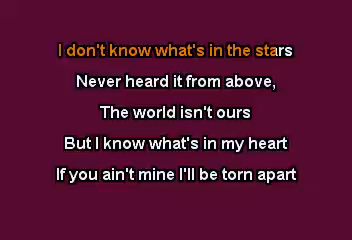 I don't know what's in the stars
Never heard it from above,
The world isn't ours
But I know what's in my heart
If you ain't mine I'll be torn apart